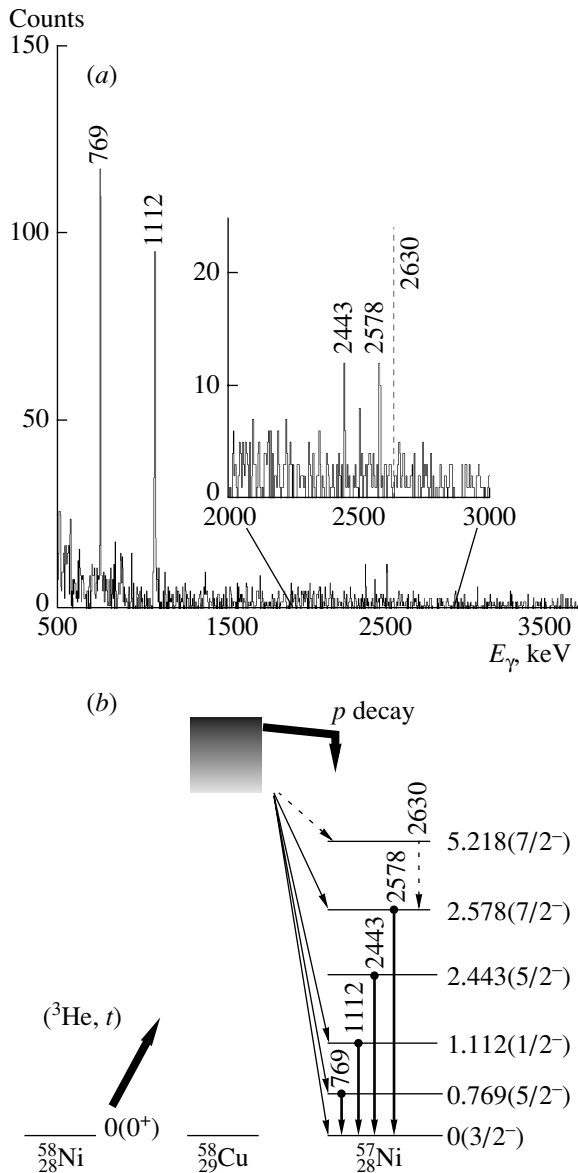 Counts
150
(a)
769
1112
100
50
0
20
10
0
2443
2578
2630
2000 2500 3000
500 1500 2500 3500
Eγ, keV
(b)
p decay
2630
5.218(7/2⁻)
2578
2.578(7/2⁻)
2443
2.443(5/2⁻)
1112
1.112(1/2⁻)
769
0.769(5/2⁻)
(³He, t)
0(0⁺)
0(3/2⁻)
⁵⁸₂₈Ni ⁵⁸₂₉Cu ⁵⁷₂₈Ni